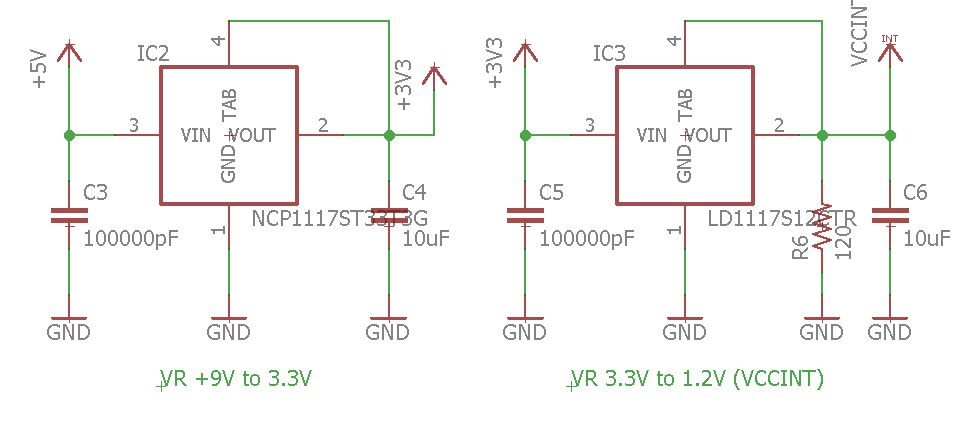 +5V
IC2
4
TAB
3
VIN
VOUT
2
GND
1
+3V3
C3
100000pF
NCP1117ST33T3G
C4
10uF
GND
GND
GND
VR +9V to 3.3V
+3V3
IC3
4
TAB
3
VIN
VOUT
2
GND
1
VCCINT
INT
C5
100000pF
R6
120
C6
10uF
GND
GND
GND
GND
VR 3.3V to 1.2V (VCCINT)